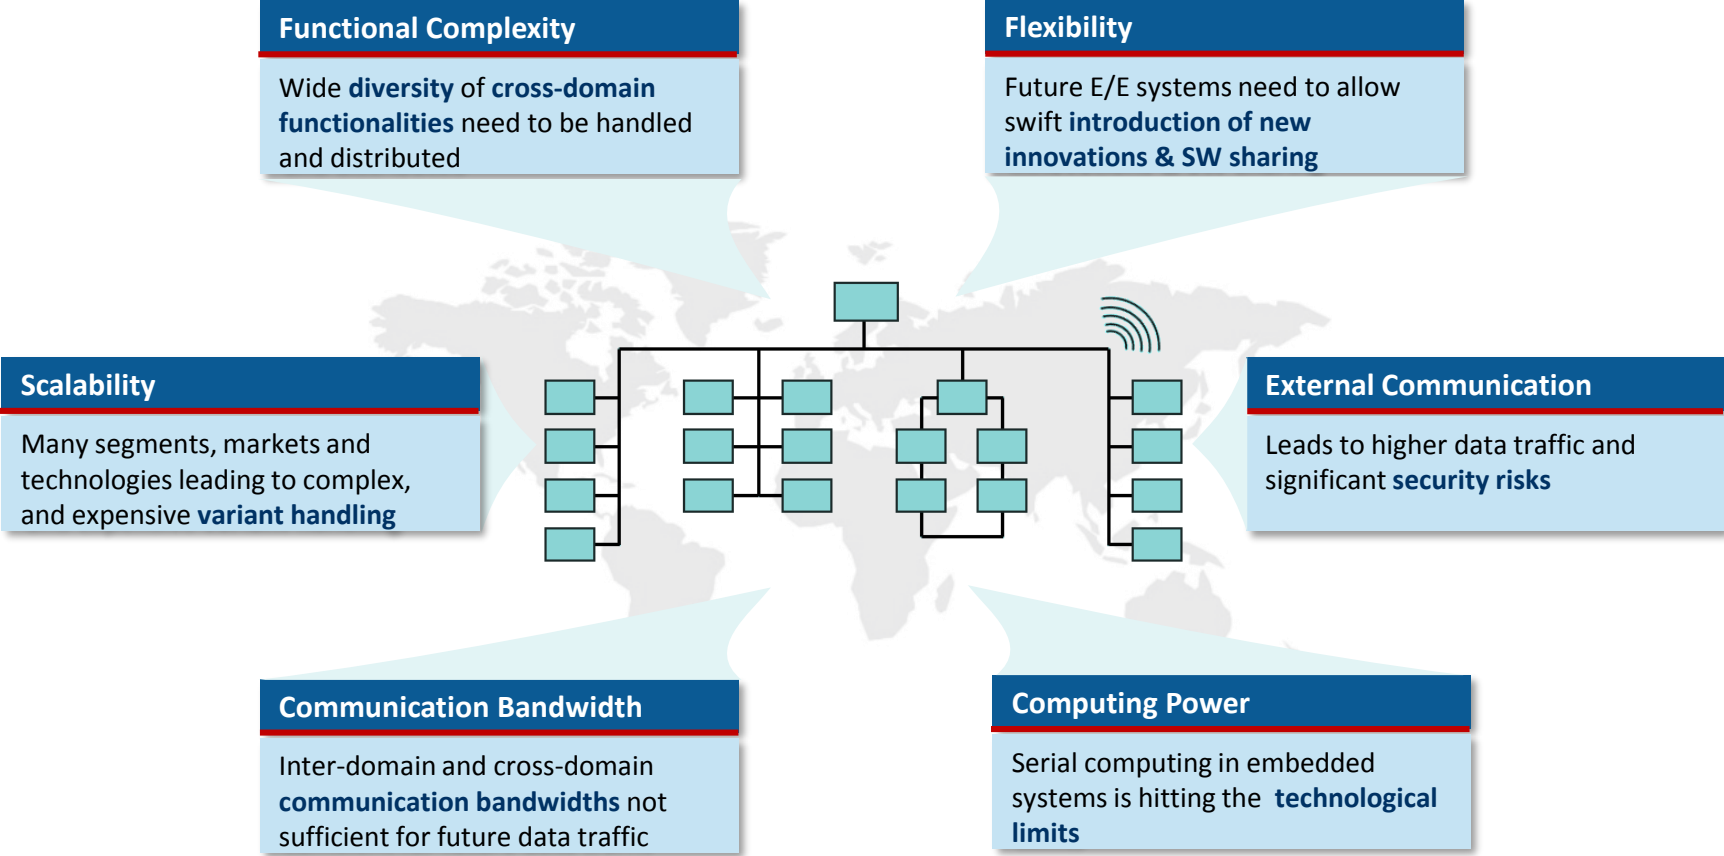 Functional Complexity
Wide diversity of cross-domain
functionalities need to be handled
and distributed
Flexibility
Future E/E systems need to allow
swift introduction of new
innovations & SW sharing
Scalability
Many segments, markets and
technologies leading to complex,
and expensive variant handling
External Communication
Leads to higher data traffic and
significant security risks
Communication Bandwidth
Inter-domain and cross-domain
communication bandwidths not
sufficient for future data traffic
Computing Power
Serial computing in embedded
systems is hitting the technological
limits